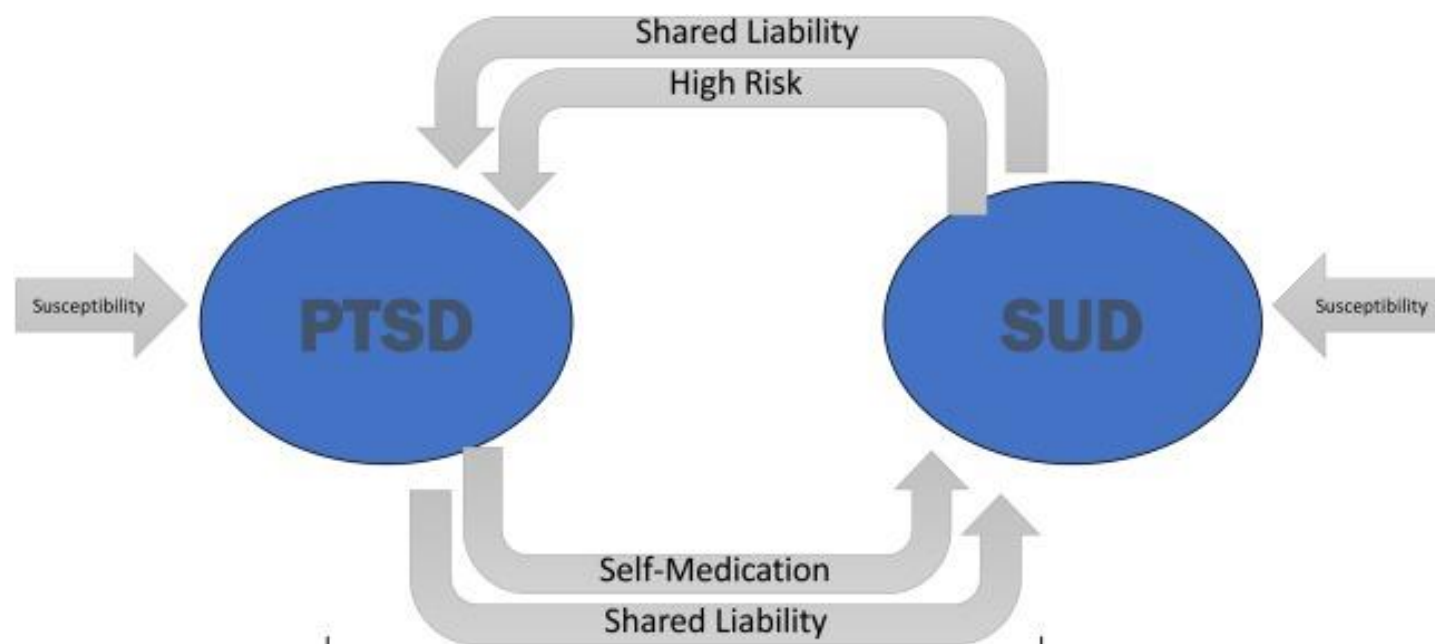 Shared Liability
High Risk
Susceptibility
PTSD
SUD
Susceptibility
Self-Medication
Shared Liability